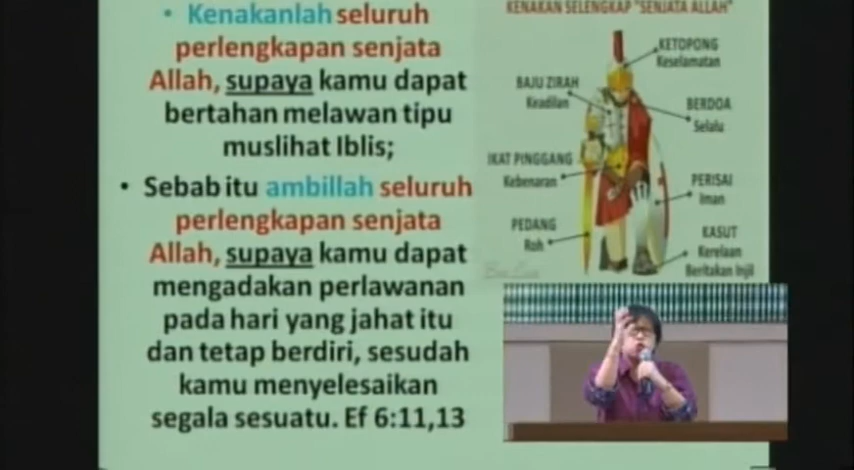 • Kenakanlah seluruh
perlengkapan senjata
Allah, supaya kamu dapat
bertahan melawan tipu
muslihat Iblis;
• Sebab itu ambillah seluruh
perlengkapan senjata
Allah, supaya kamu dapat
mengadakan perlawanan
pada hari yang jahat itu
dan tetap berdiri, sesudah
kamu menyelesaikan
segala sesuatu. Ef 6:11,13
KENAKAN SELENGKAP "SENJATA ALLAH"
KETOPONG
Keselamatan
BAJU ZIRAH
Keadilan
BERDOA
Selalu
IKAT PINGGANG
Kebenaran
PERISAI
Iman
PEDANG
Roh
KASUT
Kerelaan
Beritakan Injil